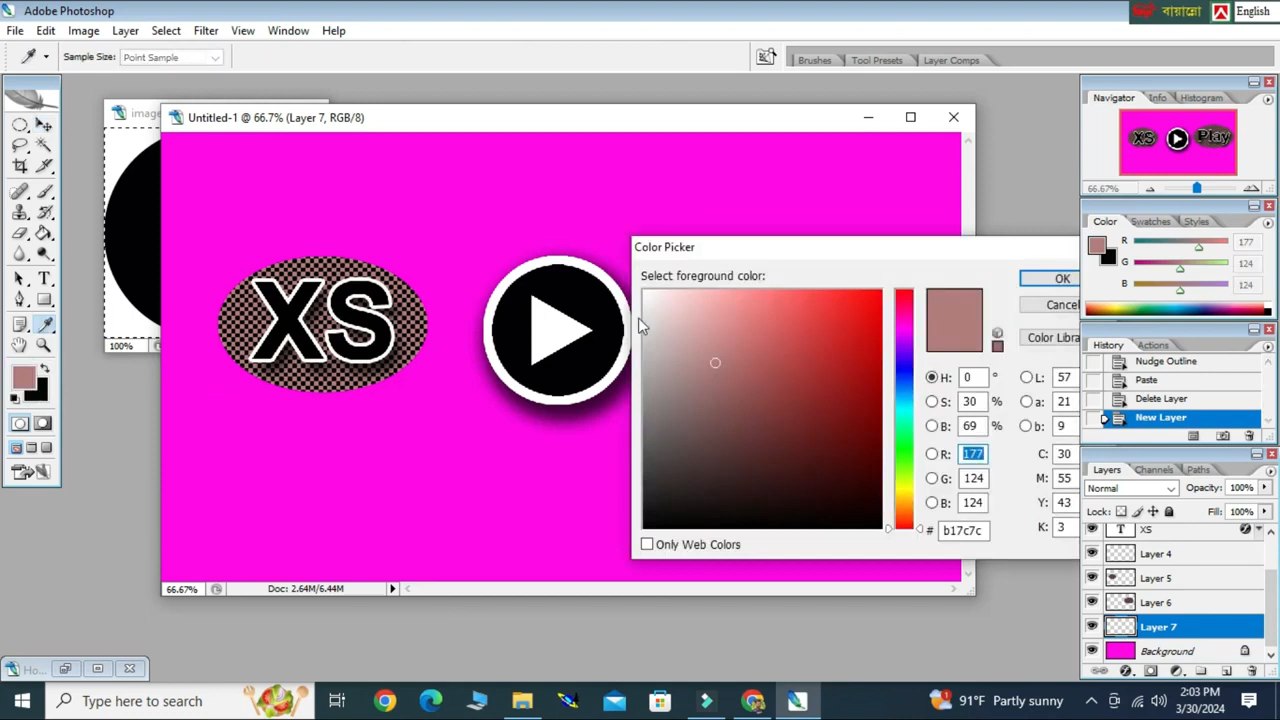 Adobe Photoshop
বায়ান্নো
English
File Edit Image Layer Select Filter View Window Help
Sample Size: Point Sample
Brushes Tool Presets Layer Comps
Navigator Info Histogram
XS Play
66.67%
image
Untitled-1 @ 66.7% (Layer 7, RGB/8)
XS
100%
66.67% Doc: 2.64M/6.44M
Color Picker
Select foreground color:
OK
Cancel
Color Libra
H: 0 °
S: 30 %
B: 69 %
R: 177
G: 124
B: 124
# b17c7c
L: 57
a: 21
b: 9
C: 30
M: 55
Y: 43
K: 3
Only Web Colors
Color Swatches Styles
R 177
G 124
B 124
History Actions
Nudge Outline
Paste
Delete Layer
New Layer
Layers Channels Paths
Normal Opacity: 100%
Lock: Fill: 100%
T XS
Layer 4
Layer 5
Layer 6
Layer 7
Background
Ho...
Type here to search
91°F Partly sunny
2:03 PM
3/30/2024